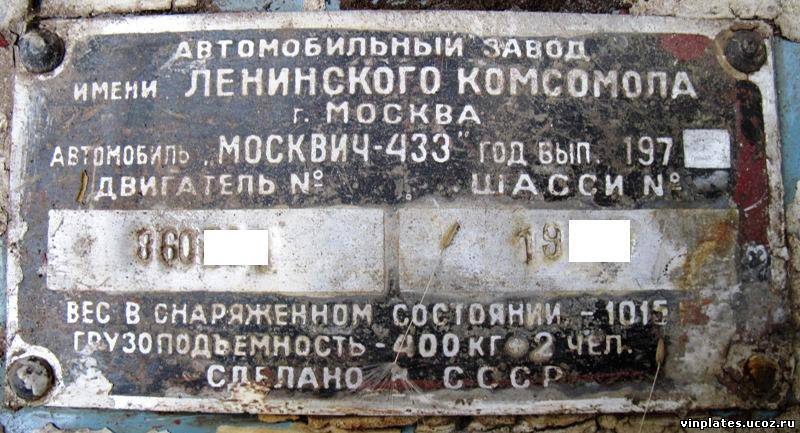 АВТОМОБИЛЬНЫЙ ЗАВОД
ИМЕНИ ЛЕНИНСКОГО КОМСОМОЛА
г. МОСКВА
АВТОМОБИЛЬ „МОСКВИЧ-433" ГОД ВЫП. 197
ДВИГАТЕЛЬ № ШАССИ №
860 19
ВЕС В СНАРЯЖЕННОМ СОСТОЯНИИ - 1015
ГРУЗОПОДЪЕМНОСТЬ - 400 КГ + 2 ЧЕЛ.
СДЕЛАНО В СССР
vinplates.ucoz.ru